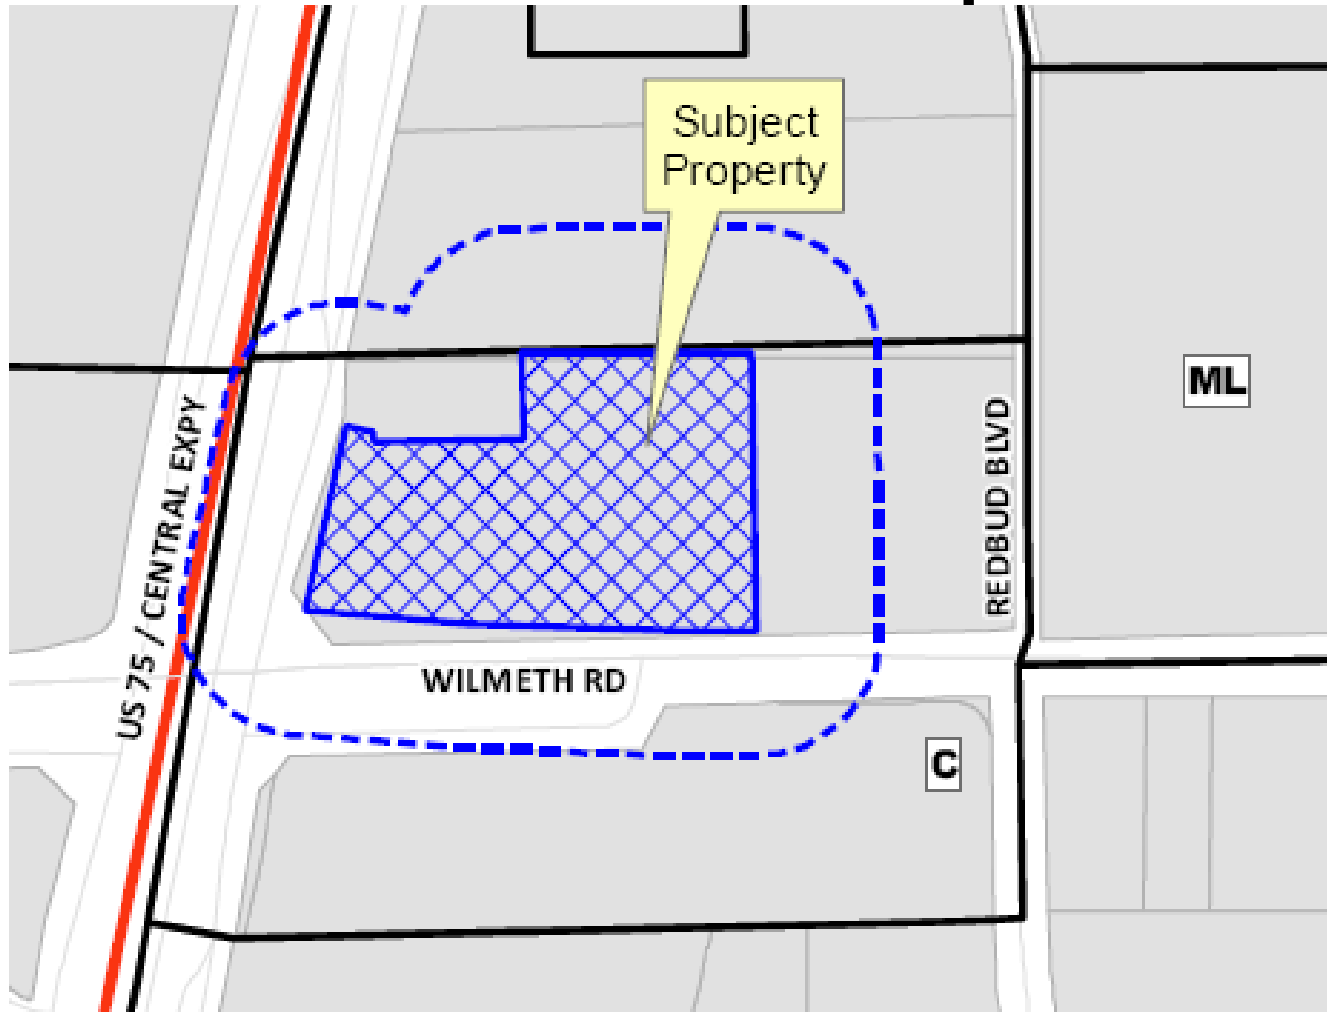 Subject
Property
ML
US 75 / CENTRAL EXPY
REDBUD BLVD
WILMETH RD
C